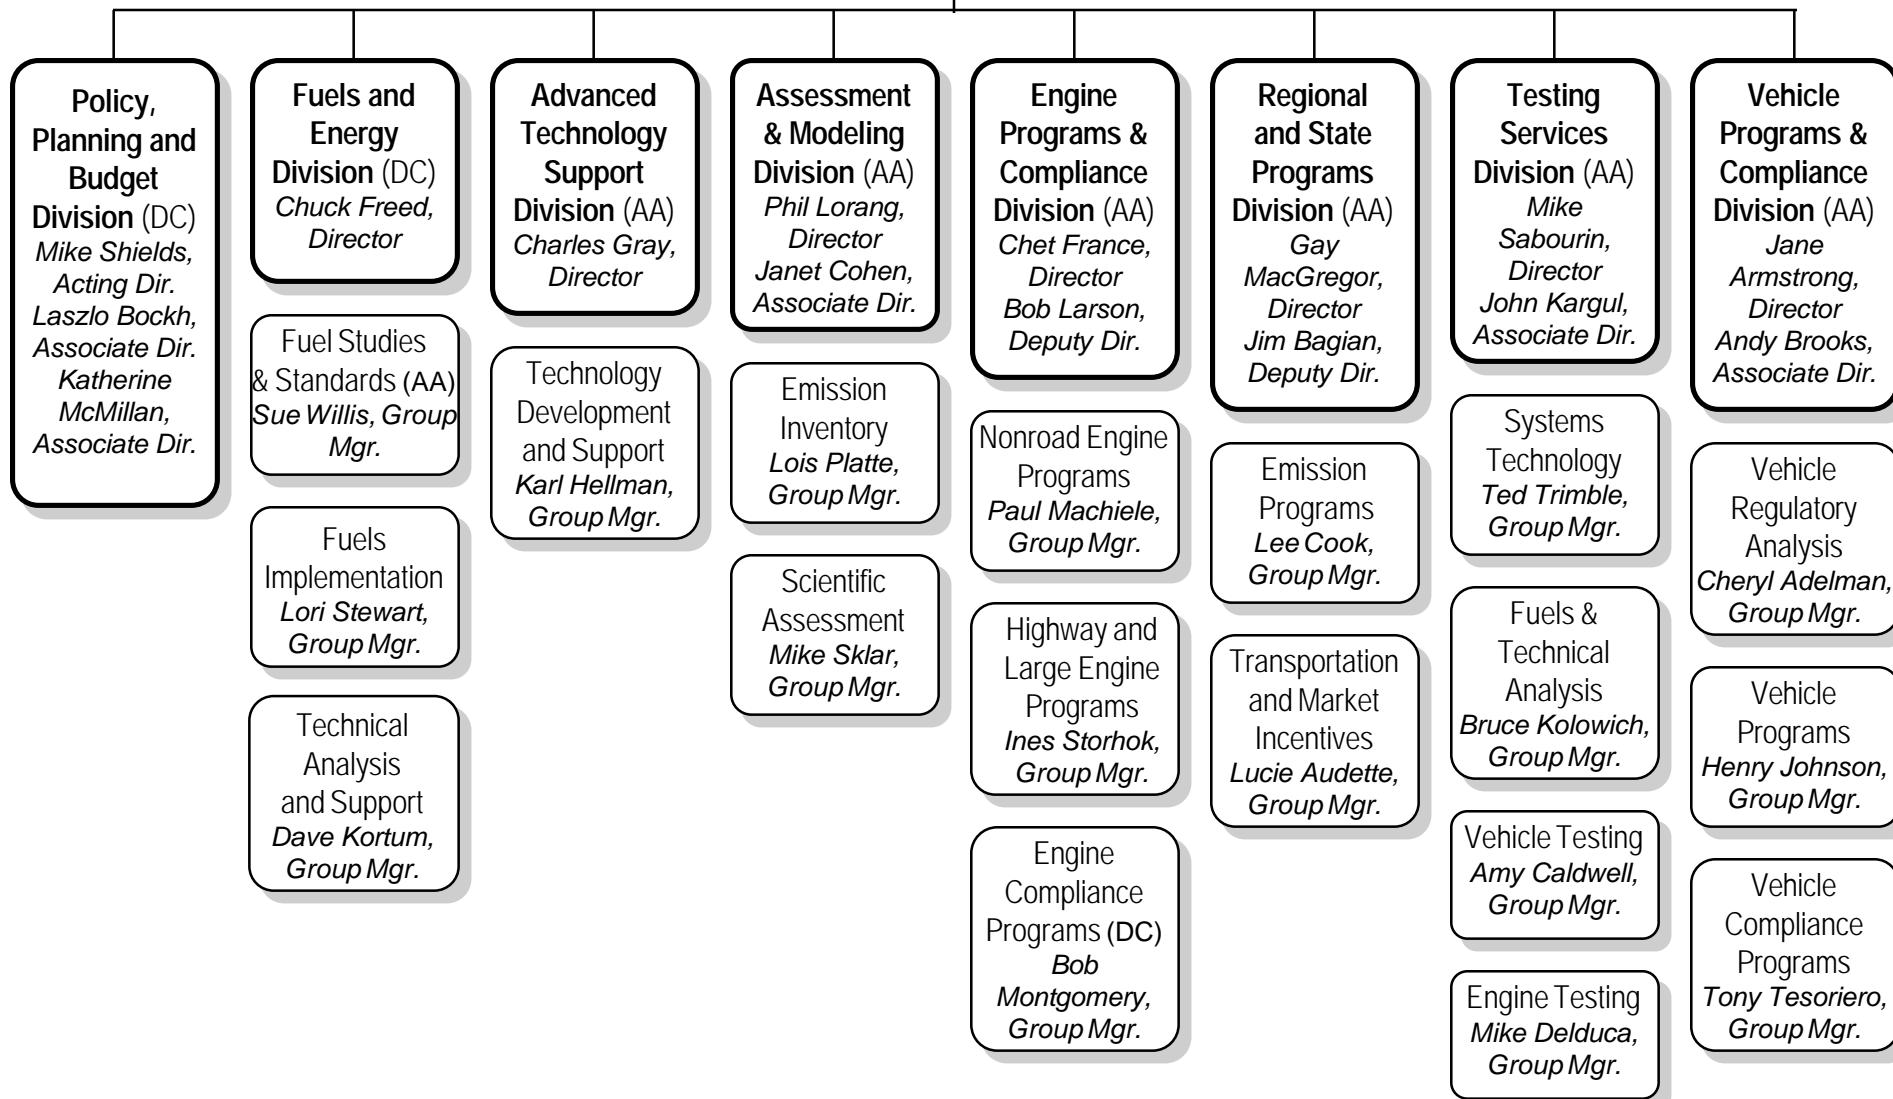 Policy,
Planning and
Budget
Division (DC)
Mike Shields,
Acting Dir.
Laszlo Bockh,
Associate Dir.
Katherine
McMillan,
Associate Dir.
Fuels and
Energy
Division (DC)
Chuck Freed,
Director
Fuel Studies
& Standards (AA)
Sue Willis, Group
Mgr.
Fuels
Implementation
Lori Stewart,
Group Mgr.
Technical
Analysis
and Support
Dave Kortum,
Group Mgr.
Advanced
Technology
Support
Division (AA)
Charles Gray,
Director
Technology
Development
and Support
Karl Hellman,
Group Mgr.
Assessment
& Modeling
Division (AA)
Phil Lorang,
Director
Janet Cohen,
Associate Dir.
Emission
Inventory
Lois Platte,
Group Mgr.
Scientific
Assessment
Mike Sklar,
Group Mgr.
Engine
Programs &
Compliance
Division (AA)
Chet France,
Director
Bob Larson,
Deputy Dir.
Nonroad Engine
Programs
Paul Machiele,
Group Mgr.
Highway and
Large Engine
Programs
Ines Storhok,
Group Mgr.
Engine
Compliance
Programs (DC)
Bob
Montgomery,
Group Mgr.
Regional
and State
Programs
Division (AA)
Gay
MacGregor,
Director
Jim Bagian,
Deputy Dir.
Emission
Programs
Lee Cook,
Group Mgr.
Transportation
and Market
Incentives
Lucie Audette,
Group Mgr.
Testing
Services
Division (AA)
Mike
Sabourin,
Director
John Kargul,
Associate Dir.
Systems
Technology
Ted Trimble,
Group Mgr.
Fuels &
Technical
Analysis
Bruce Kolowich,
Group Mgr.
Vehicle Testing
Amy Caldwell,
Group Mgr.
Engine Testing
Mike Delduca,
Group Mgr.
Vehicle
Programs &
Compliance
Division (AA)
Jane
Armstrong,
Director
Andy Brooks,
Associate Dir.
Vehicle
Regulatory
Analysis
Cheryl Adelman,
Group Mgr.
Vehicle
Programs
Henry Johnson,
Group Mgr.
Vehicle
Compliance
Programs
Tony Tesoriero,
Group Mgr.